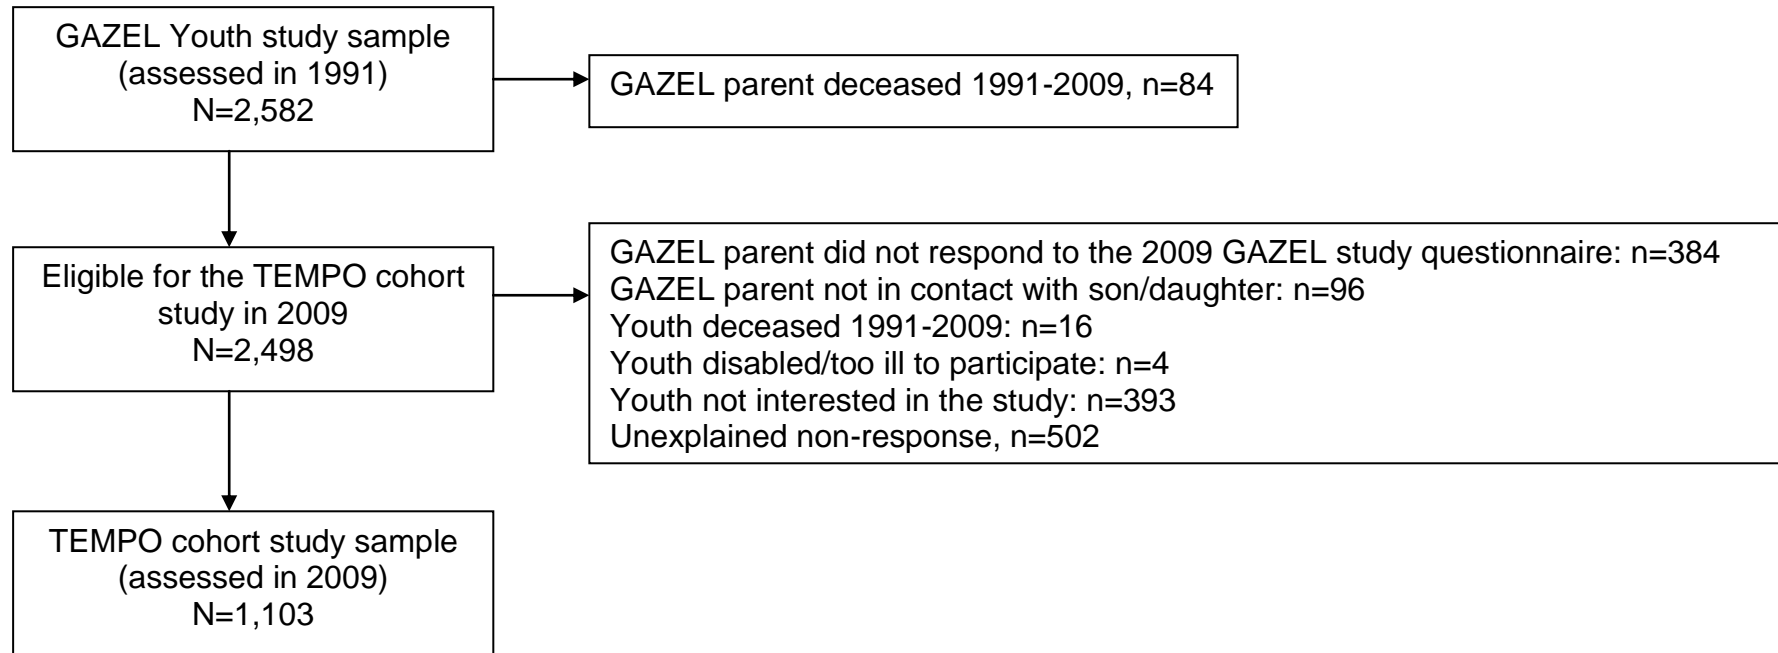 GAZEL Youth study sample
(assessed in 1991)
N=2,582
GAZEL parent deceased 1991-2009, n=84
Eligible for the TEMPO cohort
study in 2009
N=2,498
GAZEL parent did not respond to the 2009 GAZEL study questionnaire: n=384
GAZEL parent not in contact with son/daughter: n=96
Youth deceased 1991-2009: n=16
Youth disabled/too ill to participate: n=4
Youth not interested in the study: n=393
Unexplained non-response, n=502
TEMPO cohort study sample
(assessed in 2009)
N=1,103